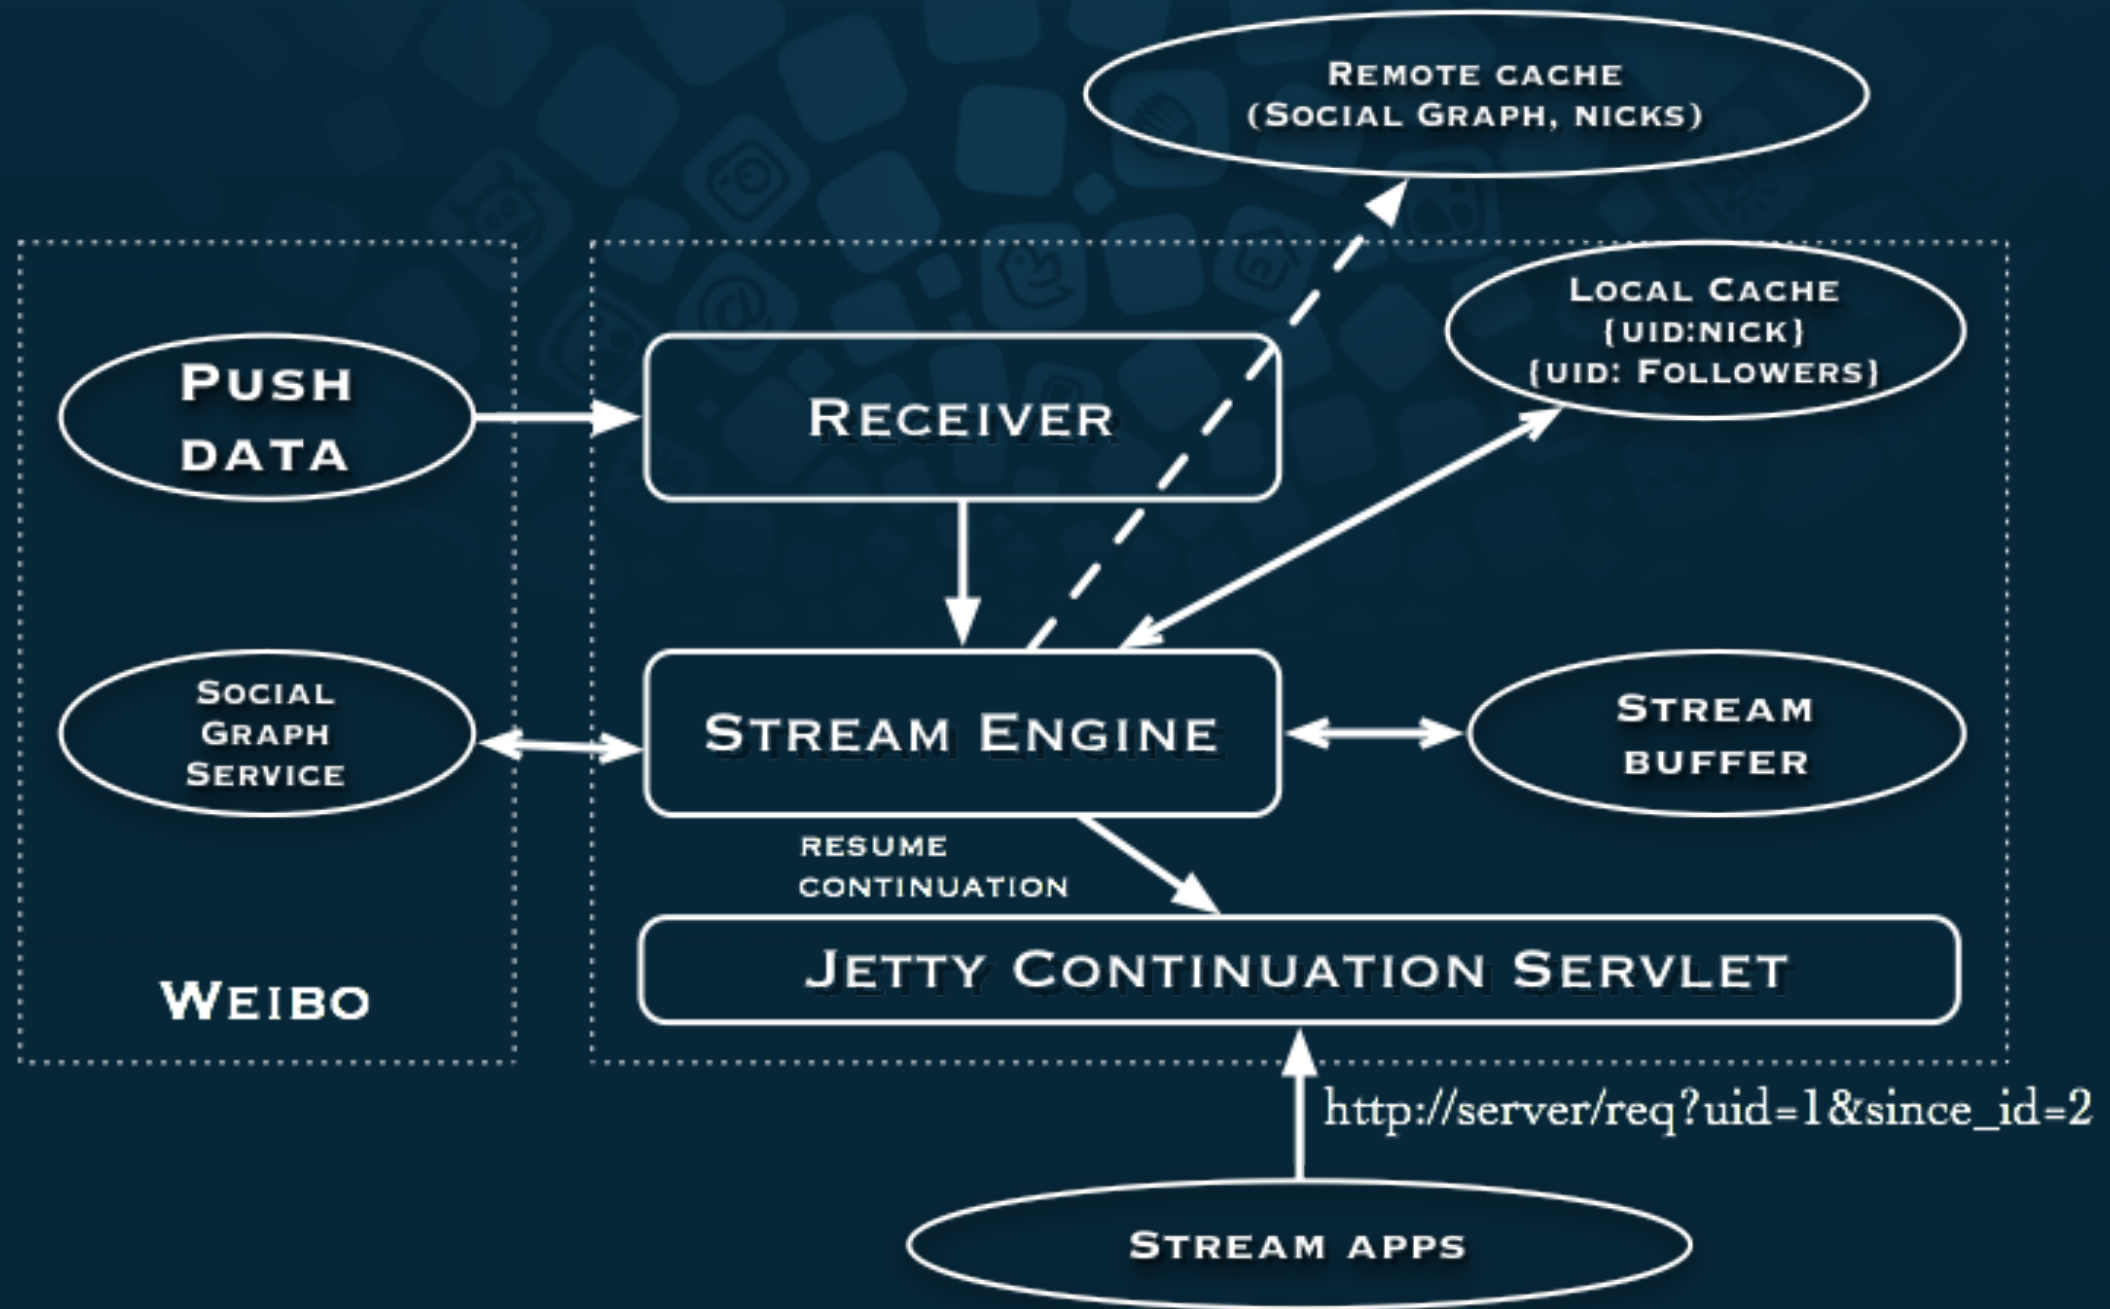 Remote cache
(Social Graph, nicks)
Local Cache
{uid:nick}
{uid: Followers}
Push
data
Receiver
Social
Graph
Service
Stream Engine
Stream
buffer
resume
continuation
Jetty Continuation Servlet
Weibo
http://server/req?uid=1&since_id=2
Stream apps